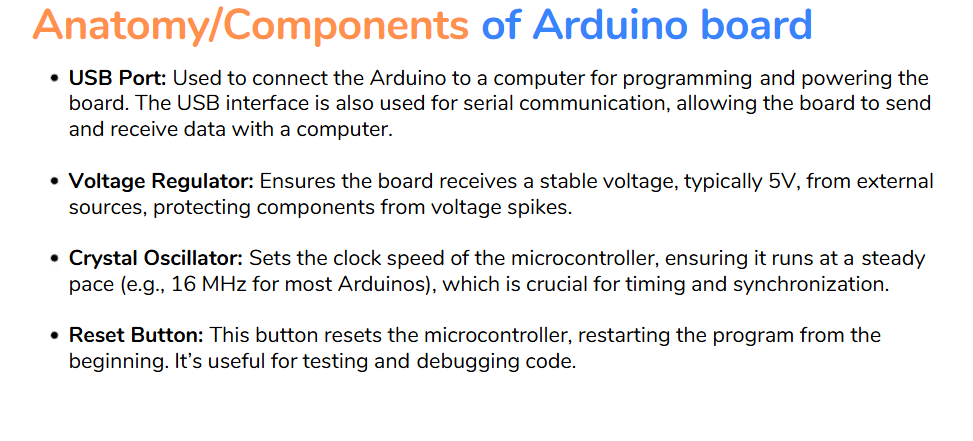 Anatomy/Components of Arduino board
• USB Port: Used to connect the Arduino to a computer for programming and powering the
board. The USB interface is also used for serial communication, allowing the board to send
and receive data with a computer.
• Voltage Regulator: Ensures the board receives a stable voltage, typically 5V, from external
sources, protecting components from voltage spikes.
• Crystal Oscillator: Sets the clock speed of the microcontroller, ensuring it runs at a steady
pace (e.g., 16 MHz for most Arduinos), which is crucial for timing and synchronization.
• Reset Button: This button resets the microcontroller, restarting the program from the
beginning. It’s useful for testing and debugging code.